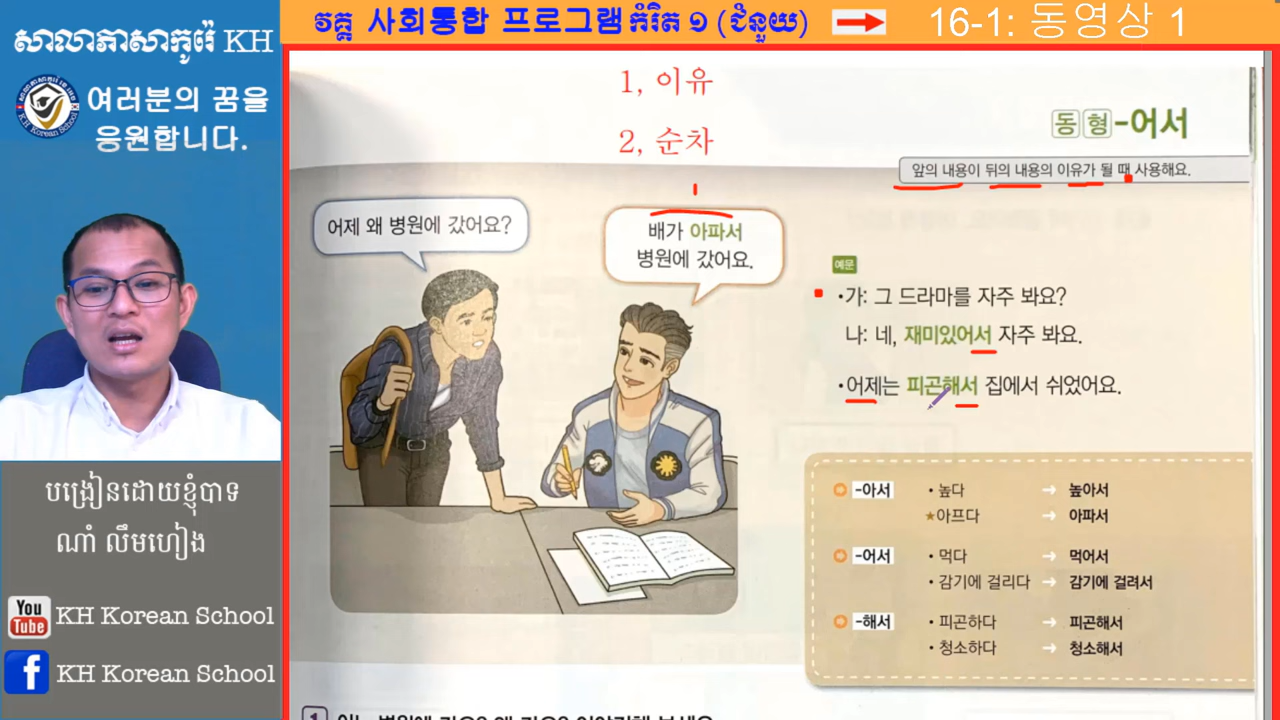 វគ្គ 사회통합 프로그램 កំរិត ១ (ជំនួយ)
16-1: 동영상 1
សាលាភាសាកូរ៉េ KH
여러분의 꿈을
응원합니다.
1, 이유
2, 순차
동 형 -어서
앞의 내용이 뒤의 내용의 이유가 될 때 사용해요.
어제 왜 병원에 갔어요?
배가 아파서
병원에 갔어요.
예문
•가: 그 드라마를 자주 봐요?
나: 네, 재미있어서 자주 봐요.
•어제는 피곤해서 집에서 쉬었어요.
-아서 •높다 → 높아서
★아프다 → 아파서
-어서 •먹다 → 먹어서
•감기에 걸리다 → 감기에 걸려서
-해서 •피곤하다 → 피곤해서
•청소하다 → 청소해서
បង្រៀនដោយខ្ញុំបាទ
ណាំ លឹមហៀង
You Tube KH Korean School
f KH Korean School
1